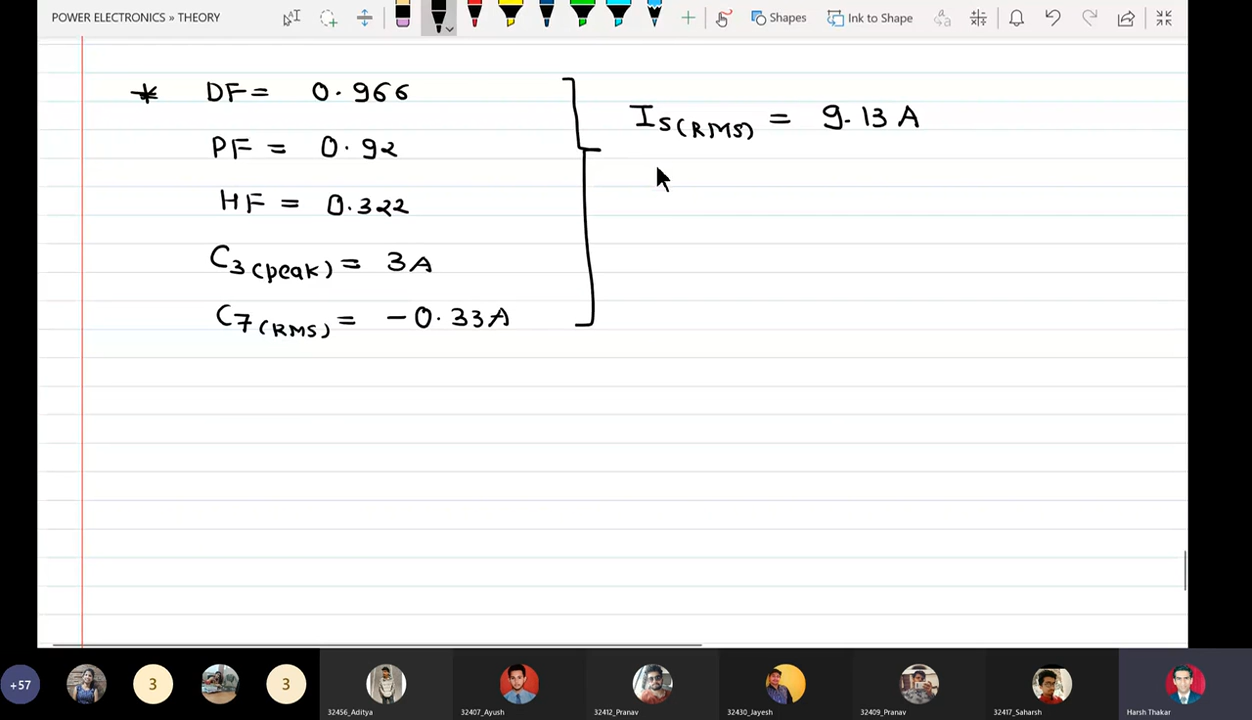 POWER ELECTRONICS » THEORY
Shapes
Ink to Shape
* DF = 0.966
PF = 0.92
HF = 0.322
C3(peak) = 3A
C7(RMS) = -0.33A
Is(RMS) = 9.13 A
+57
3
3
32456_Aditya
32407_Ayush
32412_Pranav
32430_Jayesh
32409_Pranav
32417_Saharsh
Harsh Thakar